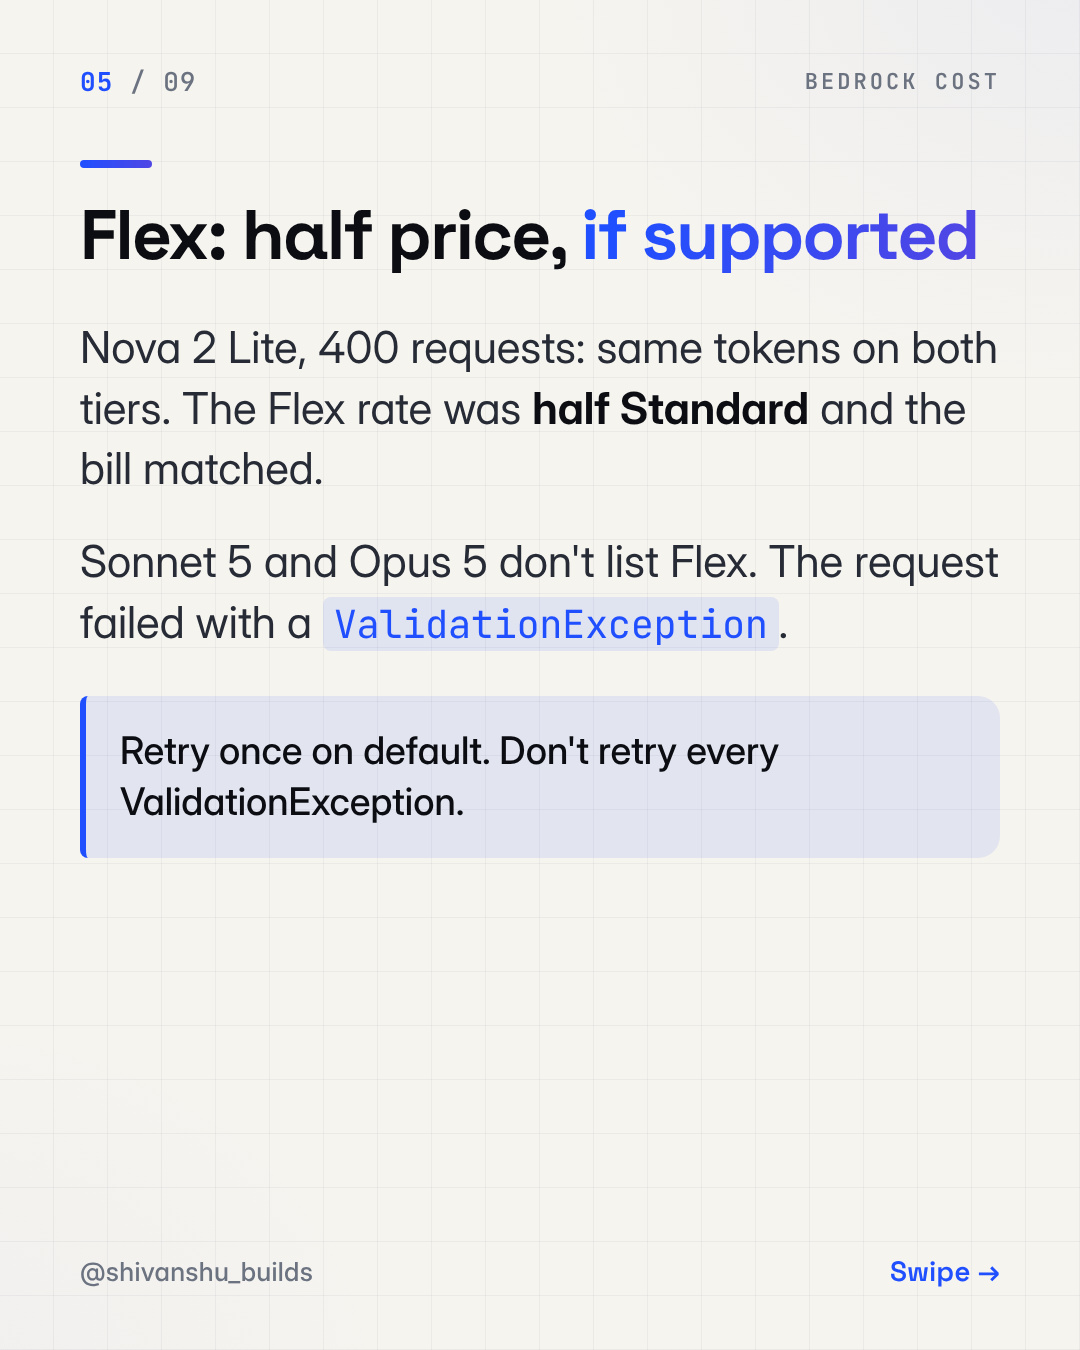 05 / 09
BEDROCK COST
Flex: half price, if supported
Nova 2 Lite, 400 requests: same tokens on both
tiers. The Flex rate was half Standard and the
bill matched.
Sonnet 5 and Opus 5 don't list Flex. The request
failed with a ValidationException.
Retry once on default. Don't retry every
ValidationException.
@shivanshu_builds
Swipe →